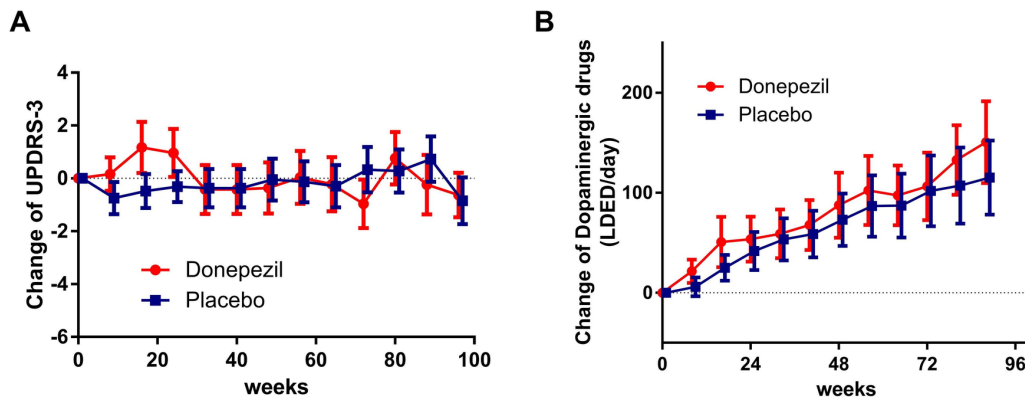 A
Change of UPDRS-3
4
2
0
-2
-4
-6
Donepezil
Placebo
0 20 40 60 80 100
weeks
B
Change of Dopaminergic drugs
(LDED/day)
200
100
0
Donepezil
Placebo
0 24 48 72 96
weeks